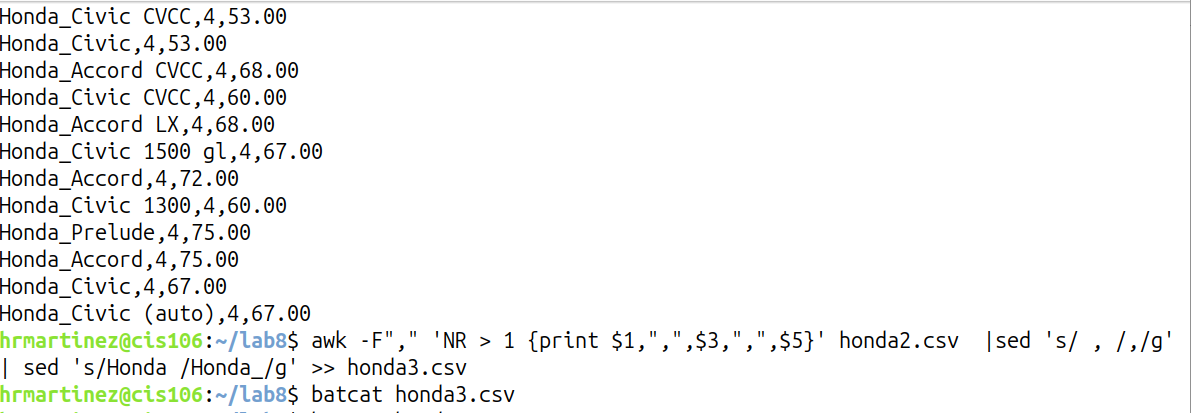 Honda_Civic CVCC,4,53.00
Honda_Civic,4,53.00
Honda_Accord CVCC,4,68.00
Honda_Civic CVCC,4,60.00
Honda_Accord LX,4,68.00
Honda_Civic 1500 gl,4,67.00
Honda_Accord,4,72.00
Honda_Civic 1300,4,60.00
Honda_Prelude,4,75.00
Honda_Accord,4,75.00
Honda_Civic,4,67.00
Honda_Civic (auto),4,67.00
hrmartinez@cis106:~/lab8$ awk -F"," 'NR > 1 {print $1,",",$3,",",$5}' honda2.csv  |sed 's/ , /,/g'
| sed 's/Honda /Honda_/g' >> honda3.csv
hrmartinez@cis106:~/lab8$ batcat honda3.csv